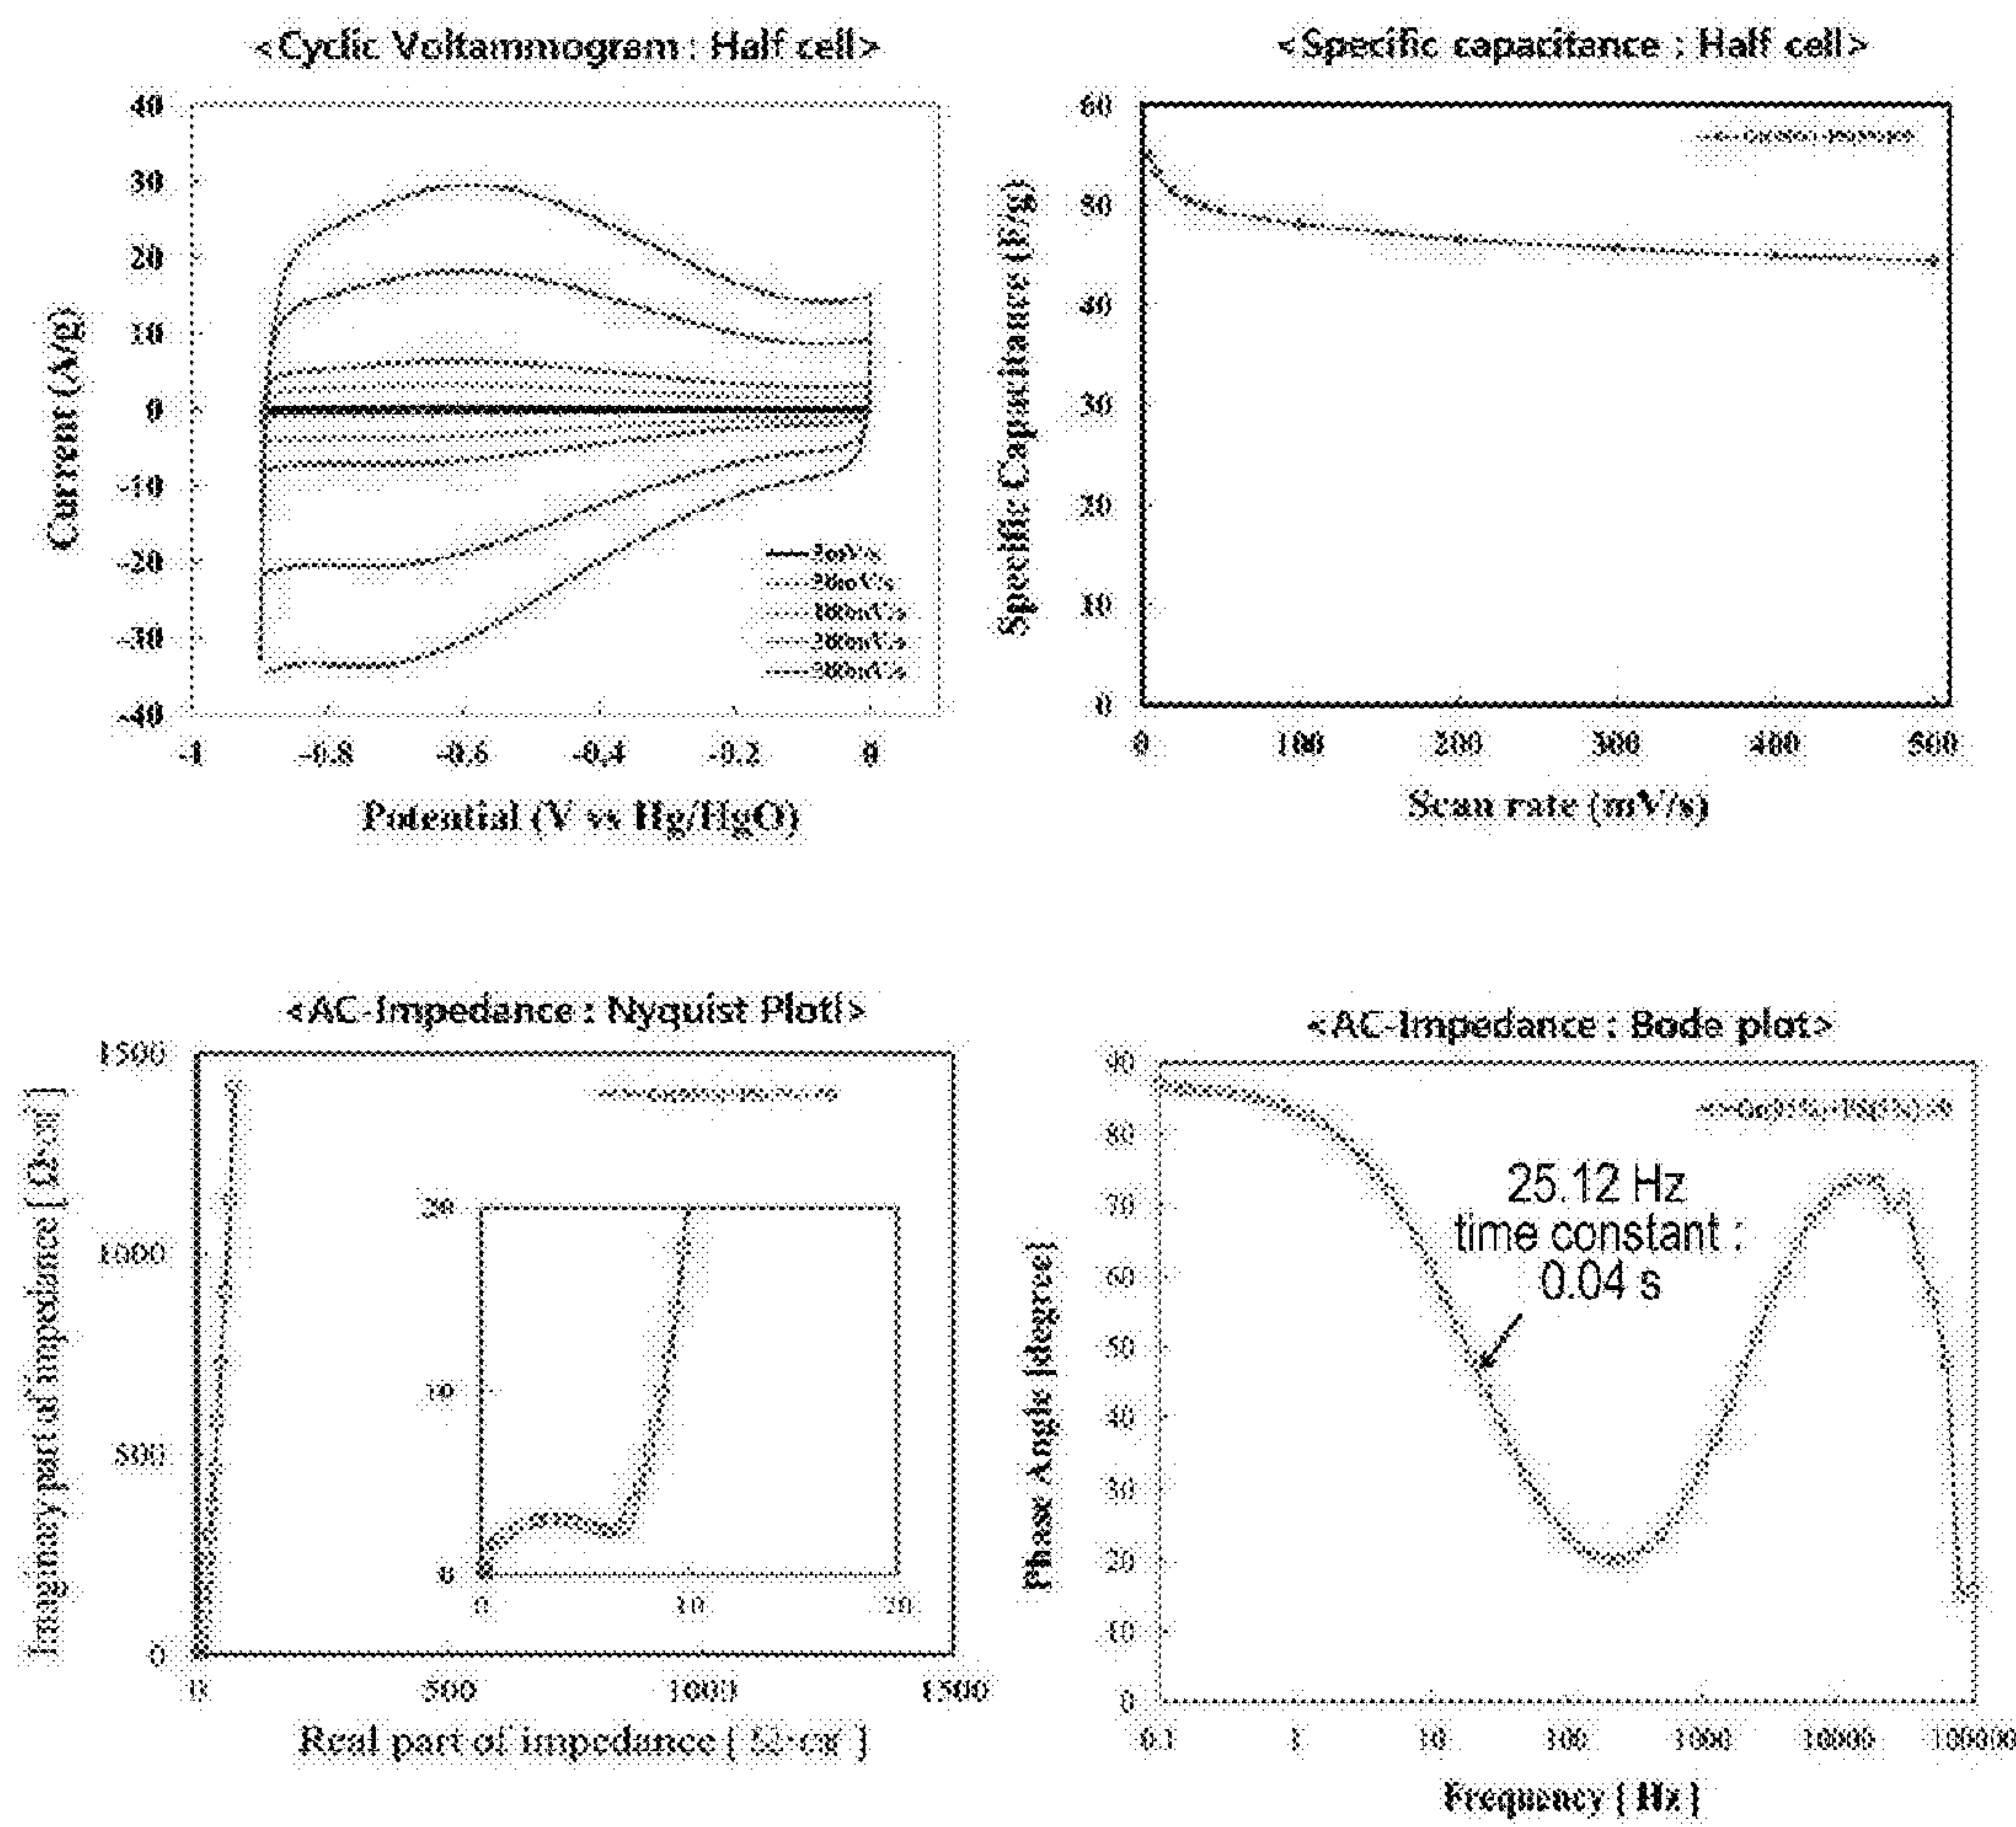 <Cyclic Voltammogram : Half cell>
40
30
20
10
0
-10
-20
-30
-40
Current (A/g)
-1 -0.8 -0.6 -0.4 -0.2 0
Potential (V vs Hg/HgO)
<Specific capacitance : Half cell>
60
50
40
30
20
10
0
Specific Capacitance (F/g)
0 100 200 300 400 500
Scan rate (mV/s)
<AC-Impedance : Nyquist Plotl>
1500
1000
500
0
Imaginary part of impedance
20
10
0
0 10 20
0 500 1000 1500
Real part of impedance
<AC-Impedance : Bode plot>
90
80
70
60
50
40
30
20
10
0
Phase Angle [degree]
25.12 Hz
time constant :
0.04 s
0.1 1 10 100 1000 10000 100000
Frequency [ Hz ]